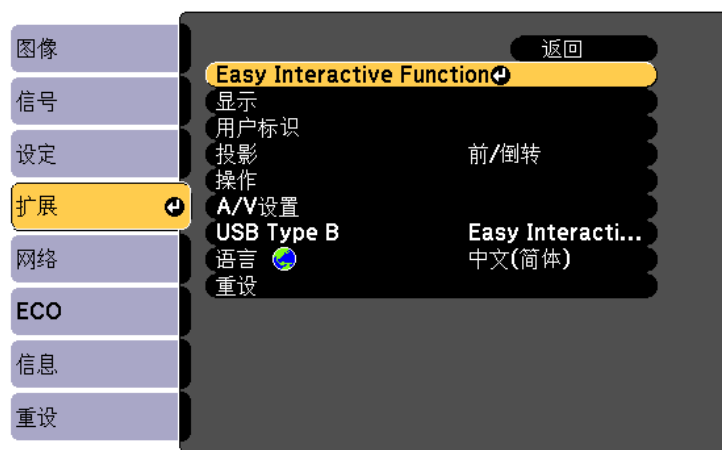 图像
信号
设定
扩展
网络
ECO
信息
重设
返回
Easy Interactive Function
显示
用户标识
投影 前/倒转
操作
A/V设置
USB Type B Easy Interacti...
语言 中文(简体)
重设